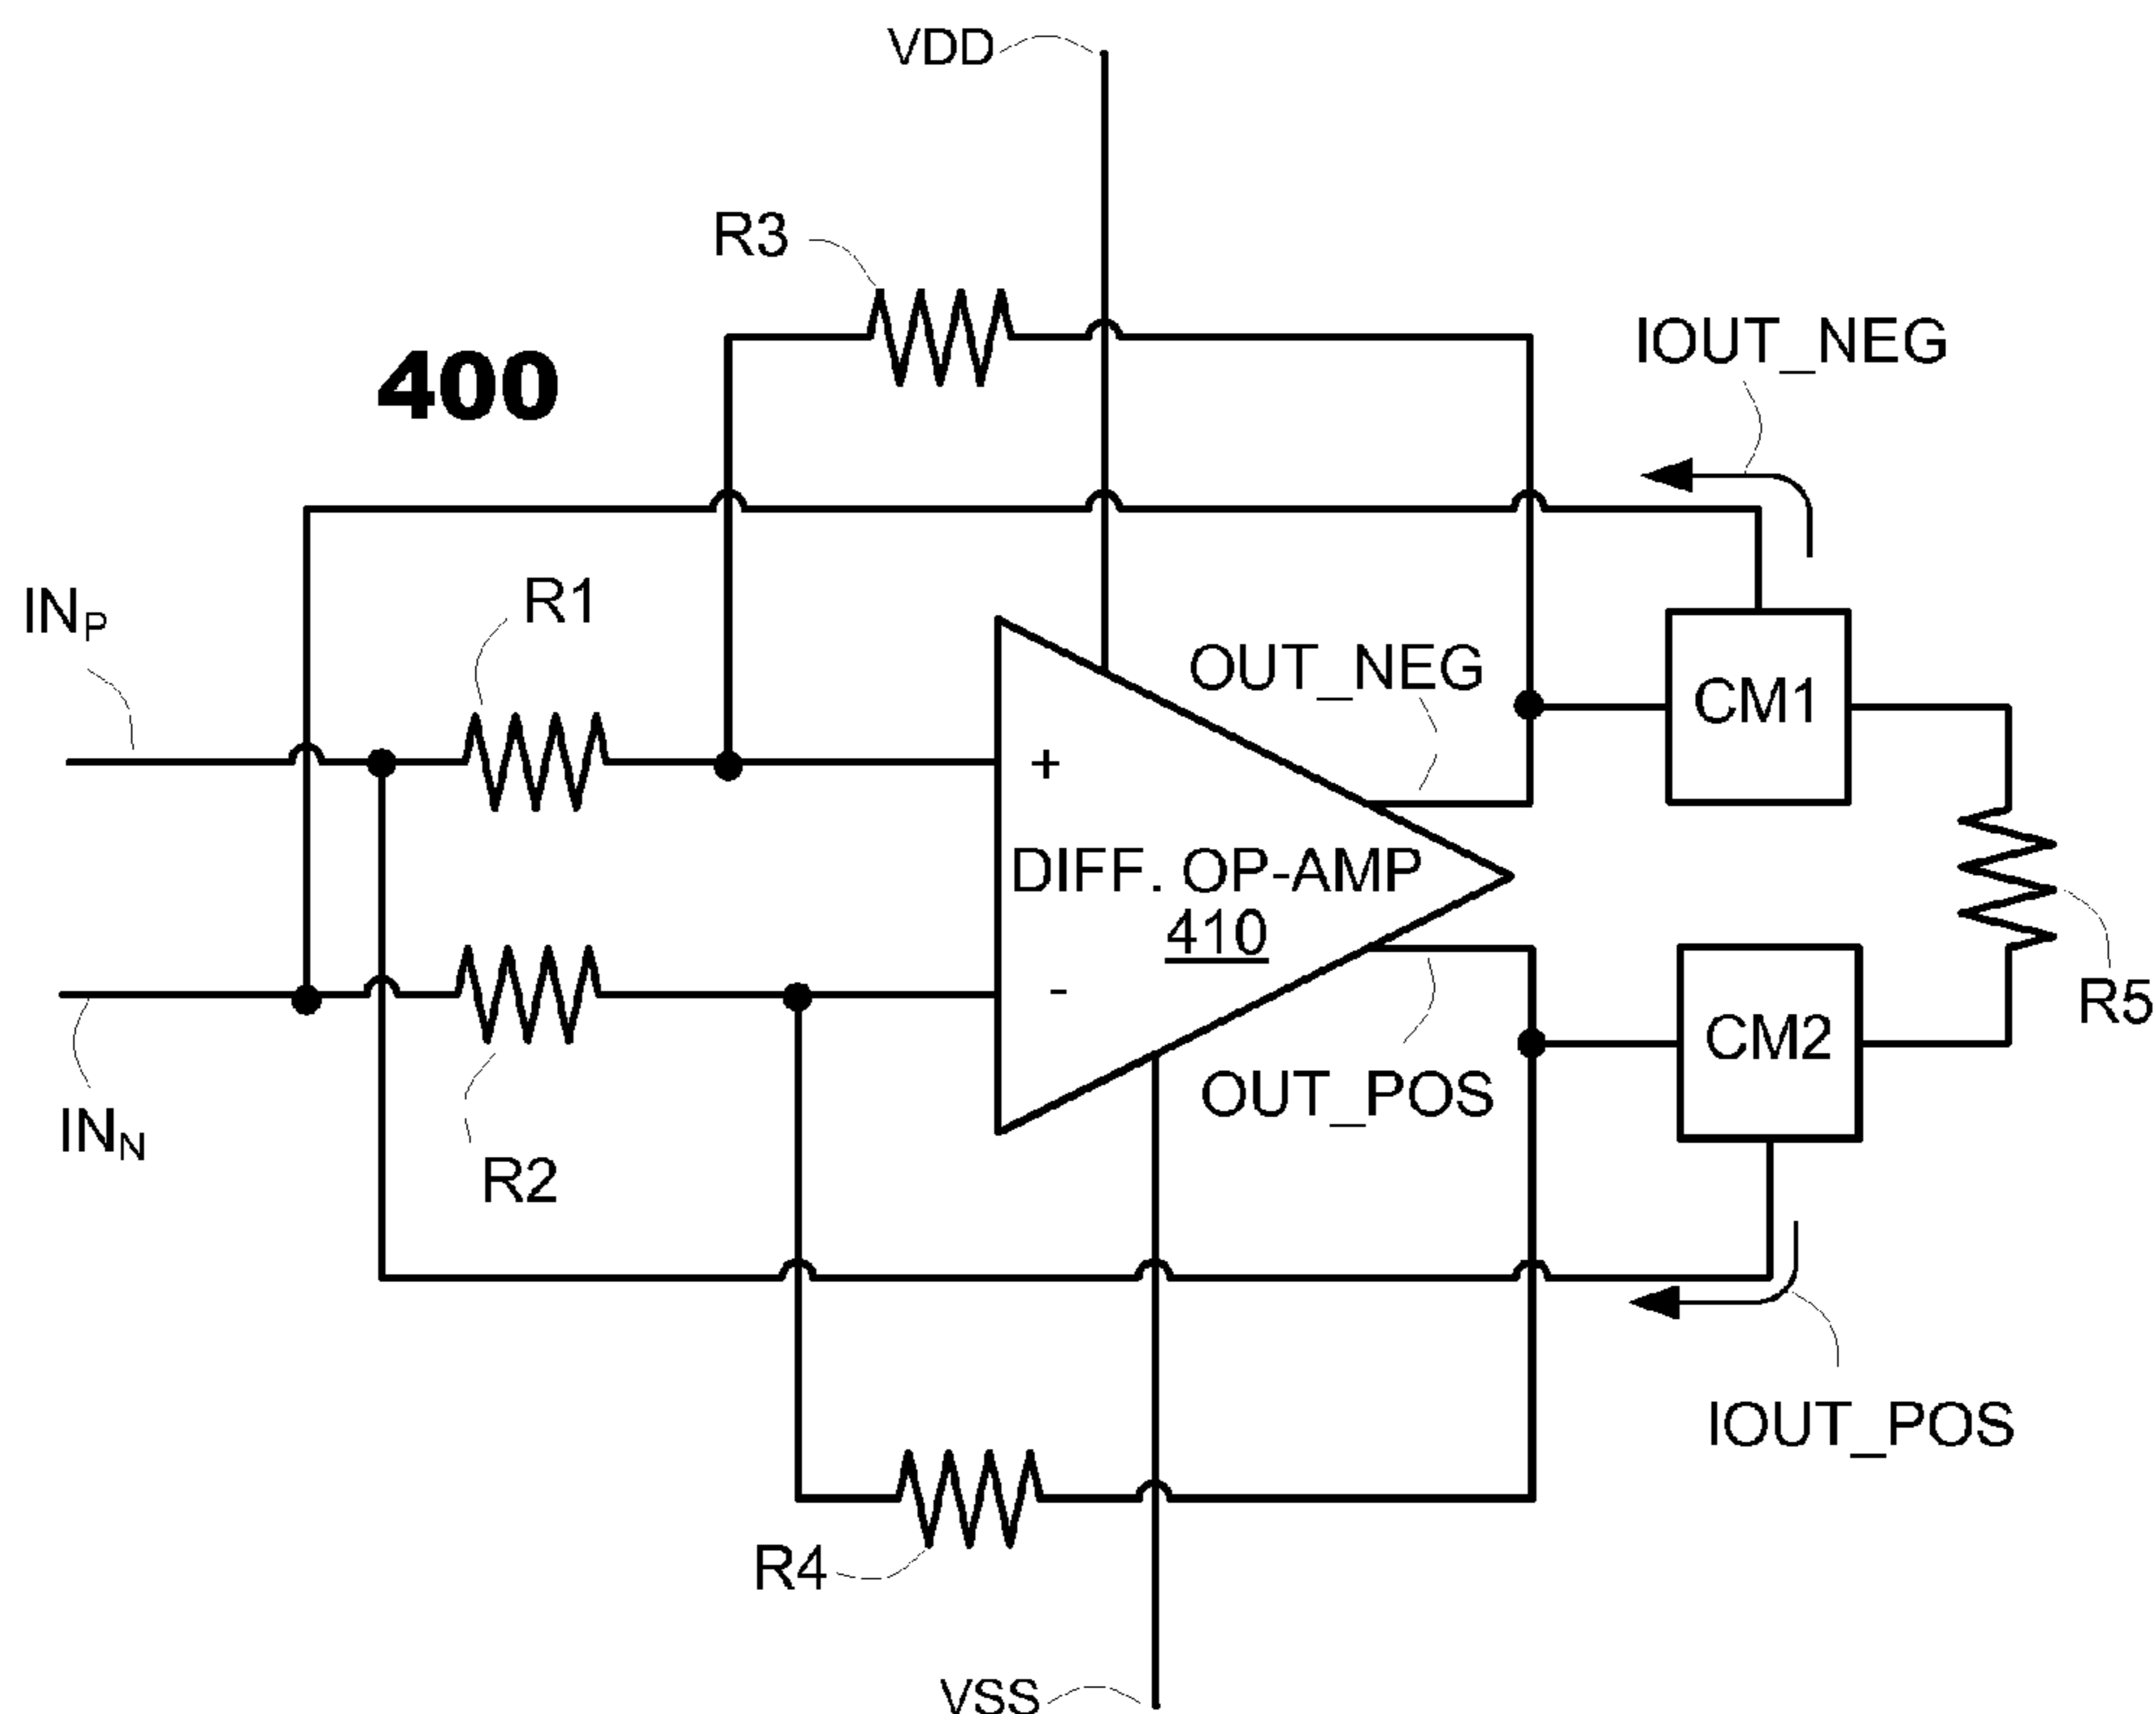 VDD
R3
400
IOUT_NEG
R1
INP
OUT_NEG
CM1
+
DIFF. OP-AMP
410
CM2
-
R5
OUT_POS
INN
R2
IOUT_POS
R4
VSS